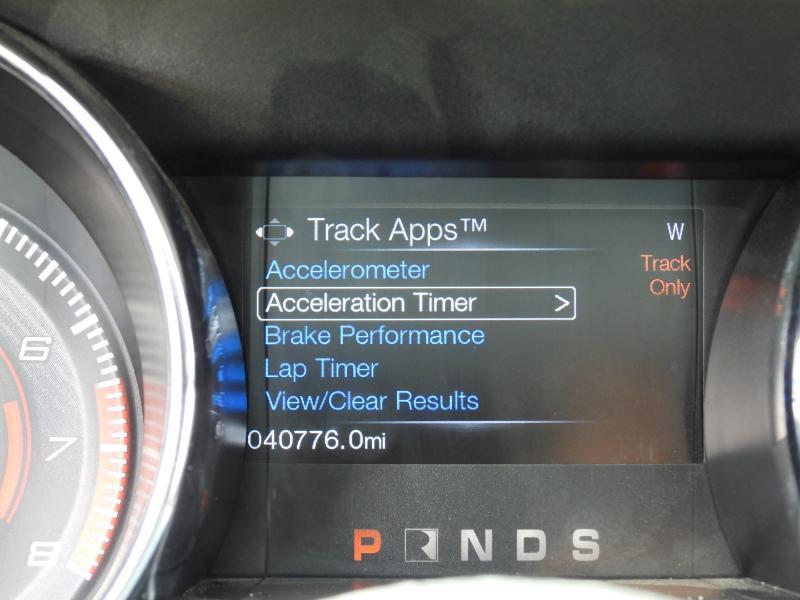 Track Apps™ W
Accelerometer
Track
Only
Acceleration Timer >
Brake Performance
Lap Timer
View/Clear Results
040776.0mi
P R N D S
6
7
8